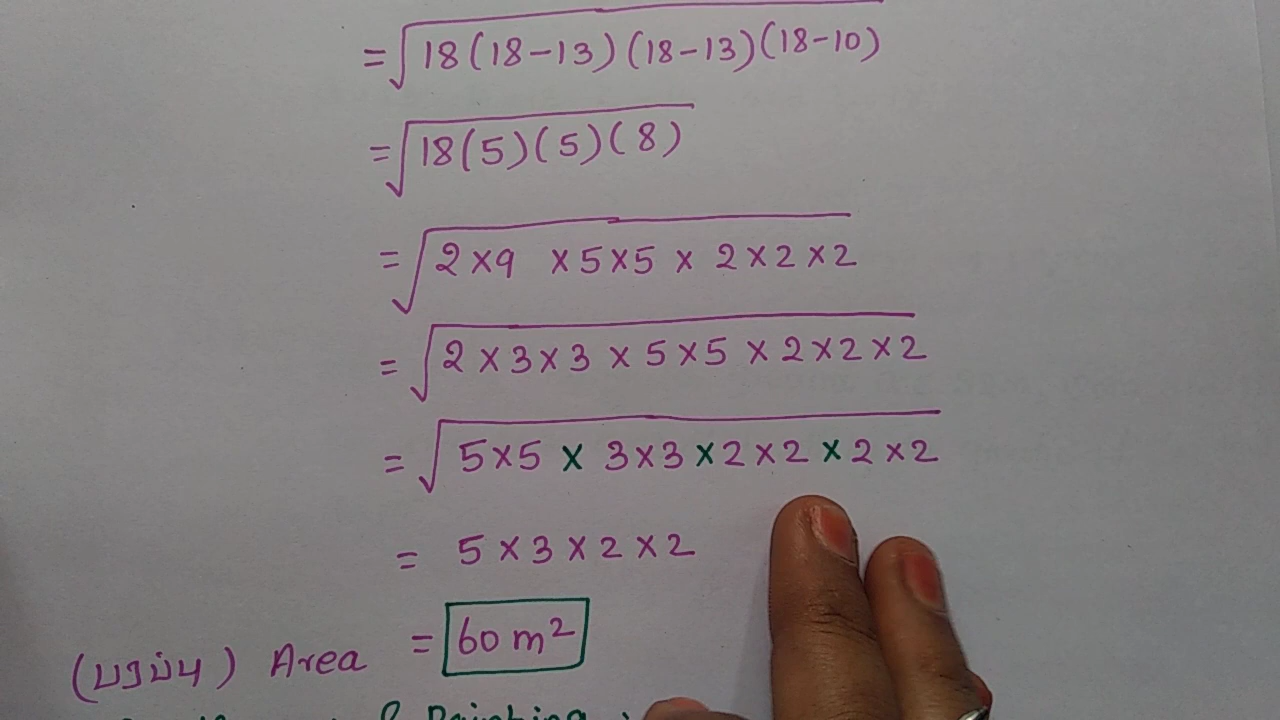 = √18(18-13)(18-13)(18-10)
= √18(5)(5)(8)
= √2×9 ×5×5 × 2×2×2
= √2×3×3×5×5×2×2×2
= √5×5 × 3×3×2×2×2×2
= 5×3×2×2
(பரப்பு) Area = 60 m²